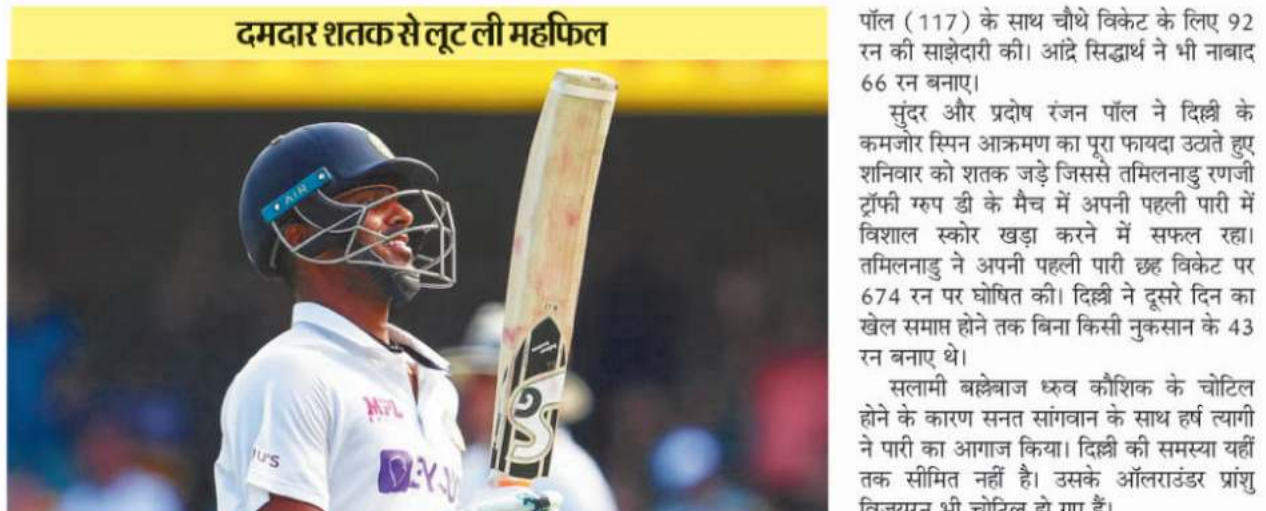 दमदार शतक से लूट ली महफिल
AIR
MPL
पॉल (117) के साथ चौथे विकेट के लिए 92
रन की साझेदारी की। आंद्रे सिद्धार्थ ने भी नाबाद
66 रन बनाए।
सुंदर और प्रदोष रंजन पॉल ने दिल्ली के
कमजोर स्पिन आक्रमण का पूरा फायदा उठाते हुए
शनिवार को शतक जड़े जिससे तमिलनाडु रणजी
ट्रॉफी ग्रुप डी के मैच में अपनी पहली पारी में
विशाल स्कोर खड़ा करने में सफल रहा।
तमिलनाडु ने अपनी पहली पारी छह विकेट पर
674 रन पर घोषित की। दिल्ली ने दूसरे दिन का
खेल समाप्त होने तक बिना किसी नुकसान के 43
रन बनाए थे।
सलामी बल्लेबाज ध्रुव कौशिक के चोटिल
होने के कारण सनत सांगवान के साथ हर्ष त्यागी
ने पारी का आगाज किया। दिल्ली की समस्या यहीं
तक सीमित नहीं है। उसके ऑलराउंडर प्रांशु
विजयरन भी चोटिल हो गए हैं।